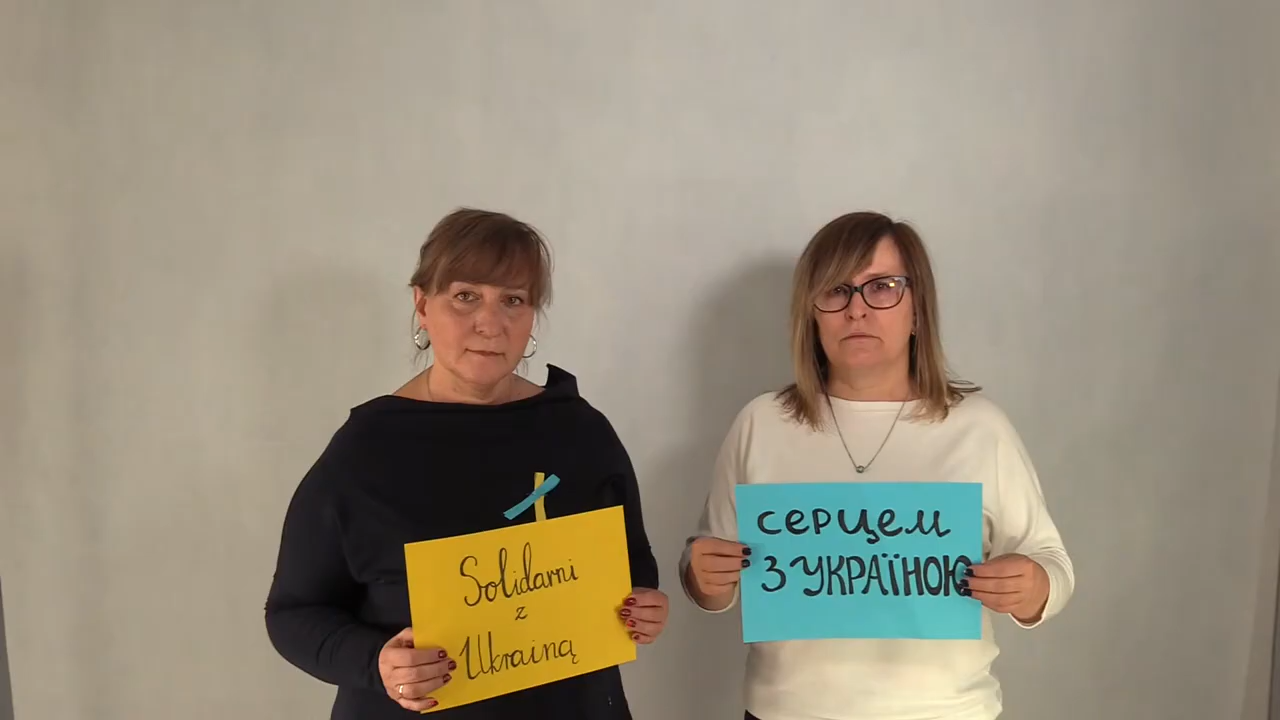 Solidarni
z
Ukrainą
серцем
з Україною